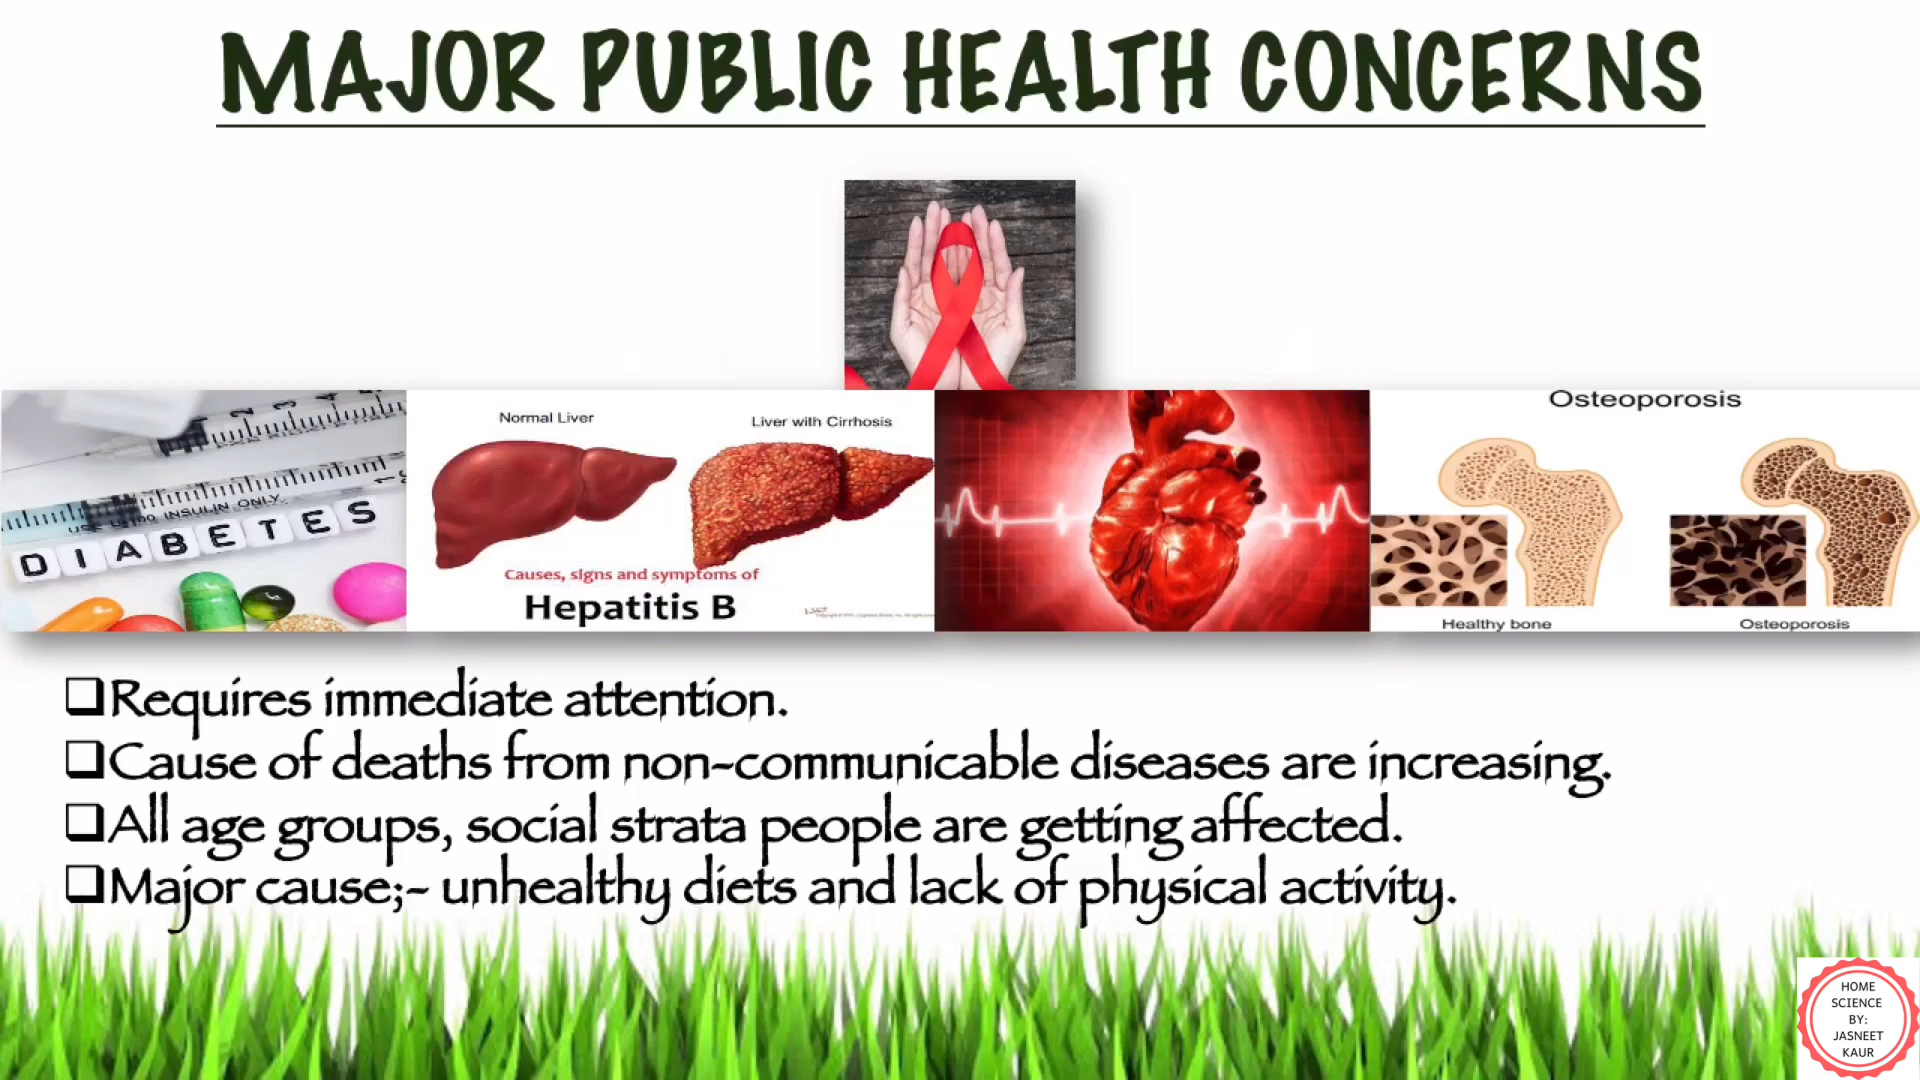 MAJOR PUBLIC HEALTH CONCERNS
USE U-100 INSULIN ONLY
DIABETES
Normal Liver
Liver with Cirrhosis
Causes, signs and symptoms of
Hepatitis B
Osteoporosis
Healthy bone
Osteoporosis
❑Requires immediate attention.
❑Cause of deaths from non-communicable diseases are increasing.
❑All age groups, social strata people are getting affected.
❑Major cause;- unhealthy diets and lack of physical activity.
HOME
SCIENCE
BY:
JASNEET
KAUR